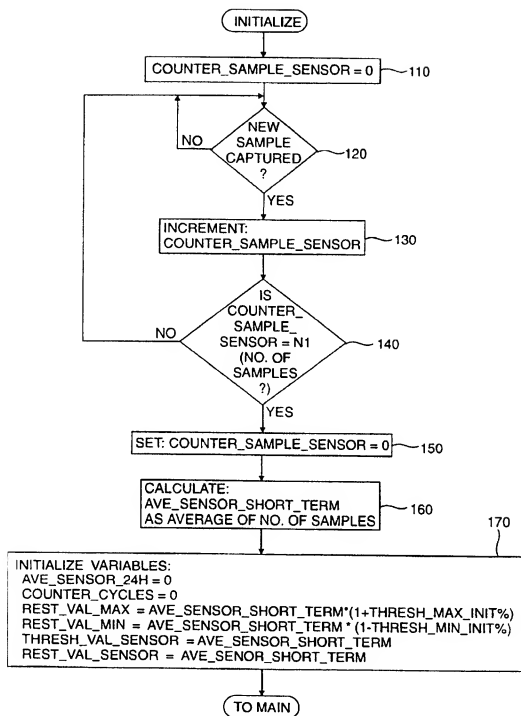 INITIALIZE
COUNTER_SAMPLE_SENSOR = 0
110
NEW
SAMPLE
CAPTURED
?
NO
120
YES
INCREMENT:
COUNTER_SAMPLE_SENSOR
130
IS
COUNTER_
SAMPLE_
SENSOR = N1
(NO. OF
SAMPLES
?)
NO
140
YES
SET: COUNTER_SAMPLE_SENSOR = 0
150
CALCULATE:
AVE_SENSOR_SHORT_TERM
AS AVERAGE OF NO. OF SAMPLES
160
170
INITIALIZE VARIABLES:
AVE_SENSOR_24H = 0
COUNTER_CYCLES = 0
REST_VAL_MAX = AVE_SENSOR_SHORT_TERM*(1+THRESH_MAX_INIT%)
REST_VAL_MIN = AVE_SENSOR_SHORT_TERM * (1-THRESH_MIN_INIT%)
THRESH_VAL_SENSOR = AVE_SENSOR_SHORT_TERM
REST_VAL_SENSOR = AVE_SENOR_SHORT_TERM
TO MAIN